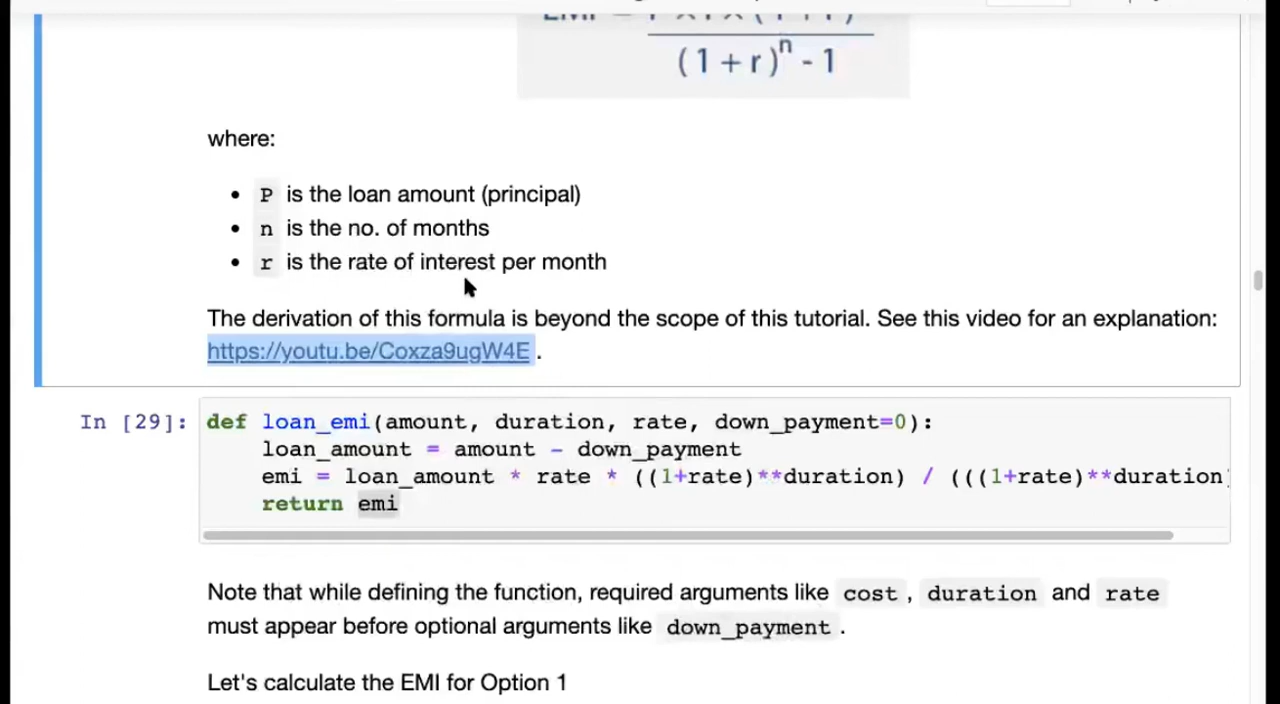 (1 + r)ⁿ - 1
where:
• P is the loan amount (principal)
• n is the no. of months
• r is the rate of interest per month
The derivation of this formula is beyond the scope of this tutorial. See this video for an explanation:
https://youtu.be/Coxza9ugW4E .
In [29]: def loan_emi(amount, duration, rate, down_payment=0):
loan_amount = amount - down_payment
emi = loan_amount * rate * ((1+rate)**duration) / (((1+rate)**duration)
return emi
Note that while defining the function, required arguments like cost , duration and rate
must appear before optional arguments like down_payment .
Let's calculate the EMI for Option 1